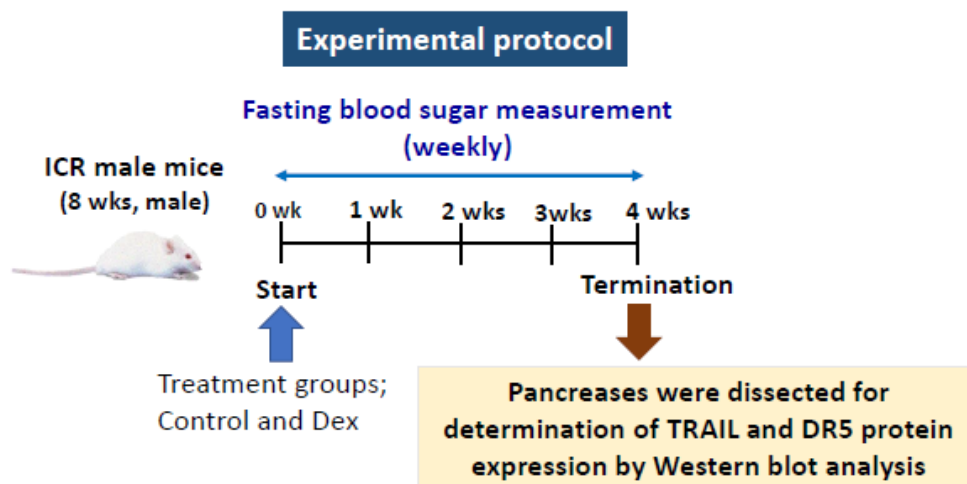 Experimental protocol
Fasting blood sugar measurement
(weekly)
ICR male mice
(8 wks, male)
0 wk 1 wk 2 wks 3wks 4 wks
Start
Termination
Treatment groups;
Control and Dex
Pancreases were dissected for
determination of TRAIL and DR5 protein
expression by Western blot analysis